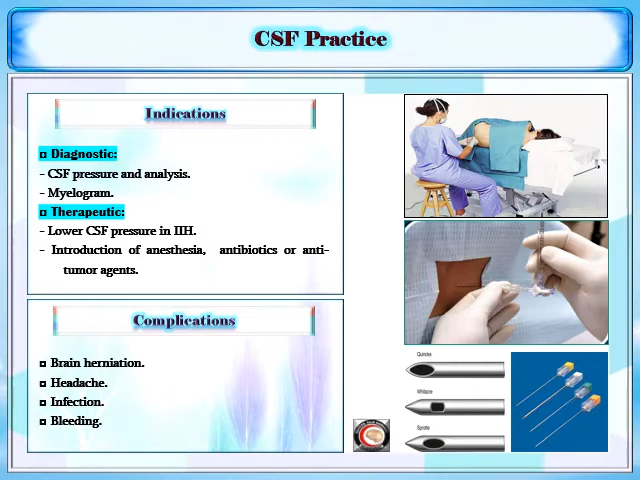 CSF Practice
Indications
◘ Diagnostic:
- CSF pressure and analysis.
- Myelogram.
◘ Therapeutic:
- Lower CSF pressure in IIH.
- Introduction of anesthesia, antibiotics or anti-
tumor agents.
Complications
◘ Brain herniation.
◘ Headache.
◘ Infection.
◘ Bleeding.
Quincke
Whitacre
Sprotte